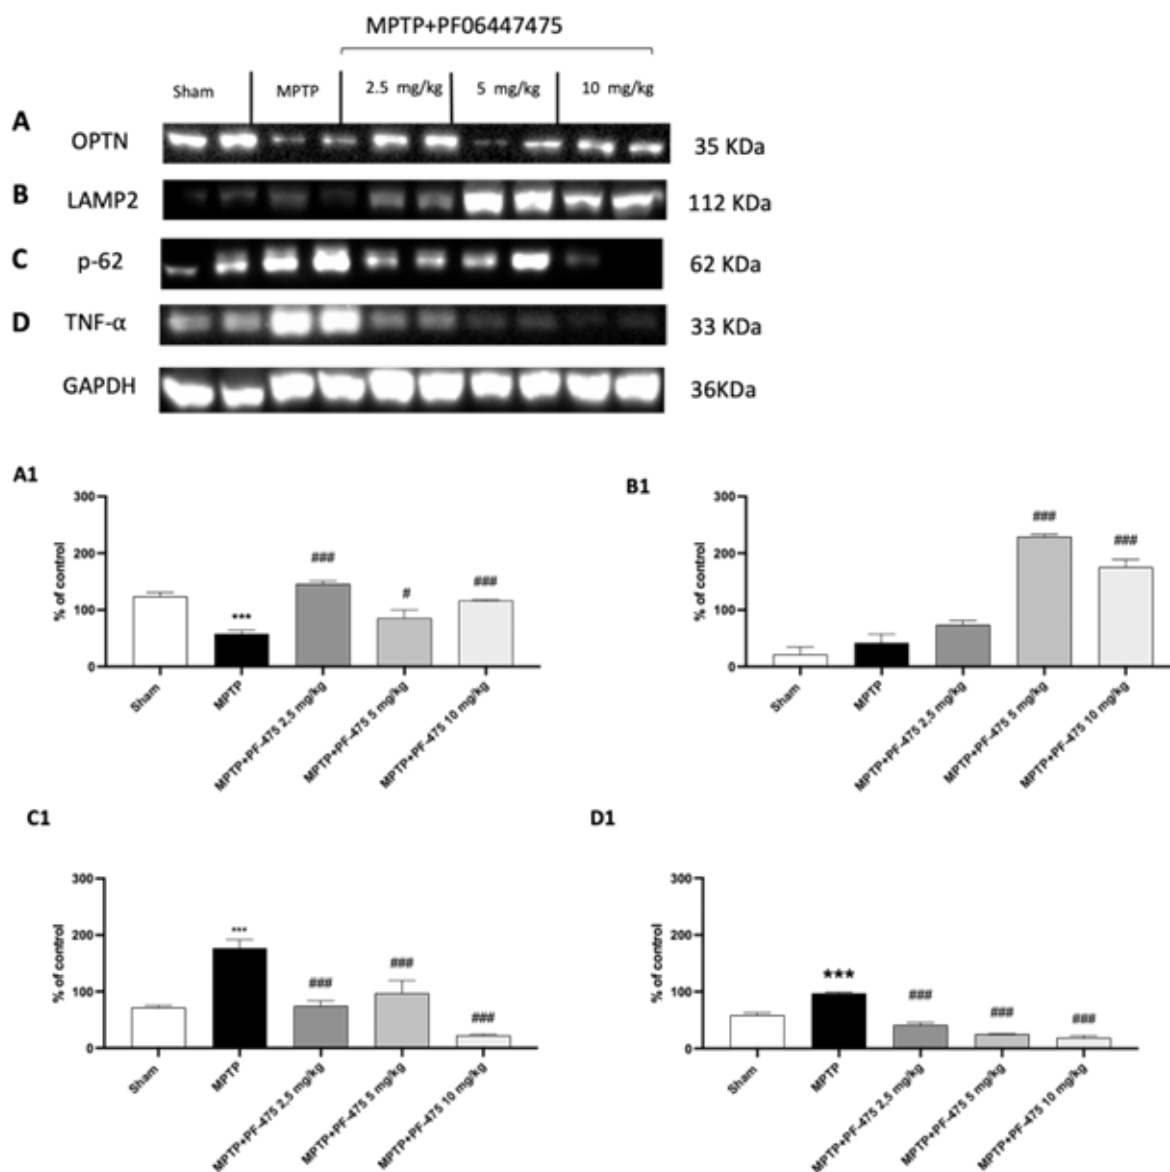 MPTP+PF06447475
Sham MPTP 2.5 mg/kg 5 mg/kg 10 mg/kg
A
OPTN 35 KDa
B
LAMP2 112 KDa
C
p-62 62 KDa
D
TNF-α 33 KDa
GAPDH 36KDa
A1
% of control
300
200
100
0
***
###
#
###
Sham
MPTP
MPTP+PF-475 2,5 mg/kg
MPTP+PF-475 5 mg/kg
MPTP+PF-475 10 mg/kg
B1
% of control
300
200
100
0
###
###
Sham
MPTP
MPTP+PF-475 2,5 mg/kg
MPTP+PF-475 5 mg/kg
MPTP+PF-475 10 mg/kg
C1
% of control
300
200
100
0
***
###
###
###
Sham
MPTP
MPTP+PF-475 2,5 mg/kg
MPTP+PF-475 5 mg/kg
MPTP+PF-475 10 mg/kg
D1
% of control
300
200
100
0
***
###
###
###
Sham
MPTP
MPTP+PF-475 2,5 mg/kg
MPTP+PF-475 5 mg/kg
MPTP+PF-475 10 mg/kg